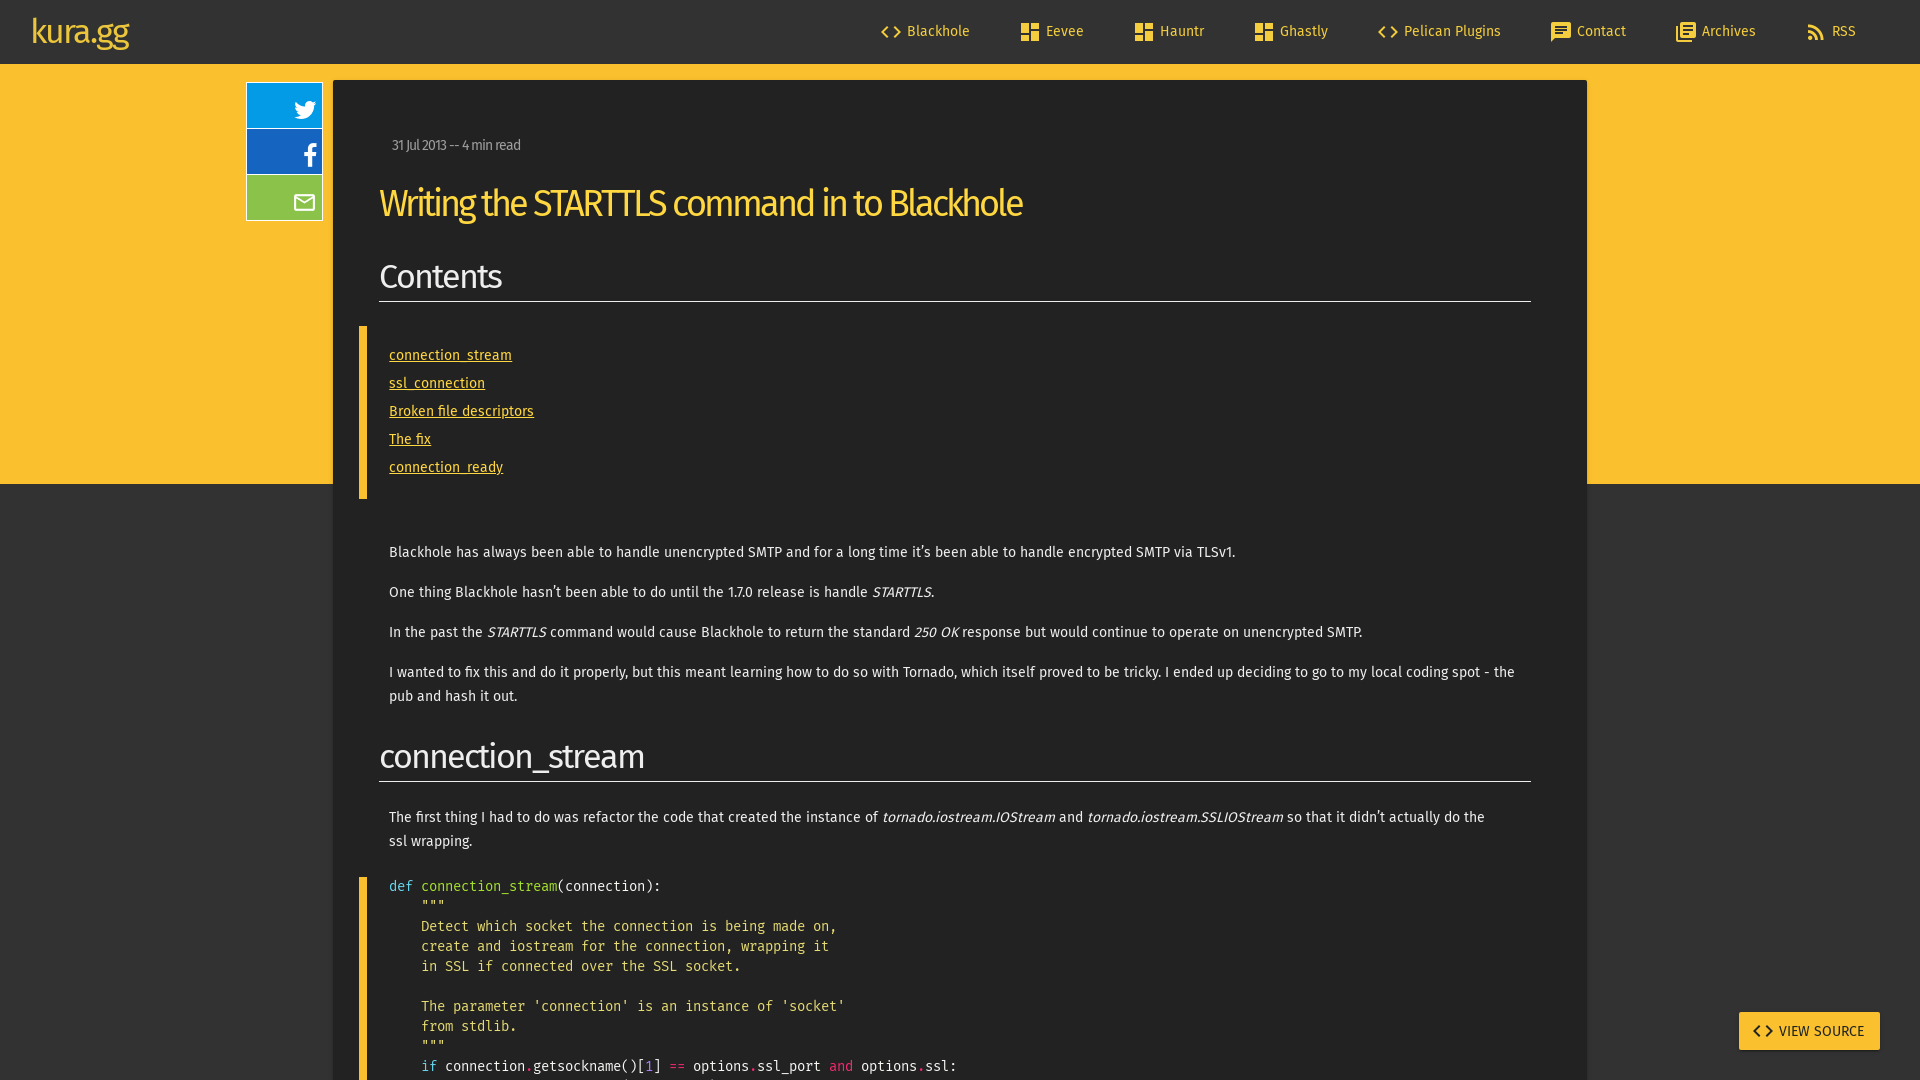 kura.gg
Blackhole
Eevee
Hauntr
Ghastly
Pelican Plugins
Contact
Archives
RSS
31 Jul 2013 -- 4 min read
Writing the STARTTLS command in to Blackhole
Contents
connection_stream
ssl_connection
Broken file descriptors
The fix
connection_ready
Blackhole has always been able to handle unencrypted SMTP and for a long time it’s been able to handle encrypted SMTP via TLSv1.
One thing Blackhole hasn’t been able to do until the 1.7.0 release is handle STARTTLS.
In the past the STARTTLS command would cause Blackhole to return the standard 250 OK response but would continue to operate on unencrypted SMTP.
I wanted to fix this and do it properly, but this meant learning how to do so with Tornado, which itself proved to be tricky. I ended up deciding to go to my local coding spot - the
pub and hash it out.
connection_stream
The first thing I had to do was refactor the code that created the instance of tornado.iostream.IOStream and tornado.iostream.SSLIOStream so that it didn’t actually do the
ssl wrapping.
def connection_stream(connection):
"""
Detect which socket the connection is being made on,
create and iostream for the connection, wrapping it
in SSL if connected over the SSL socket.
The parameter 'connection' is an instance of 'socket'
from stdlib.
"""
if connection.getsockname()[1] == options.ssl_port and options.ssl:
VIEW SOURCE